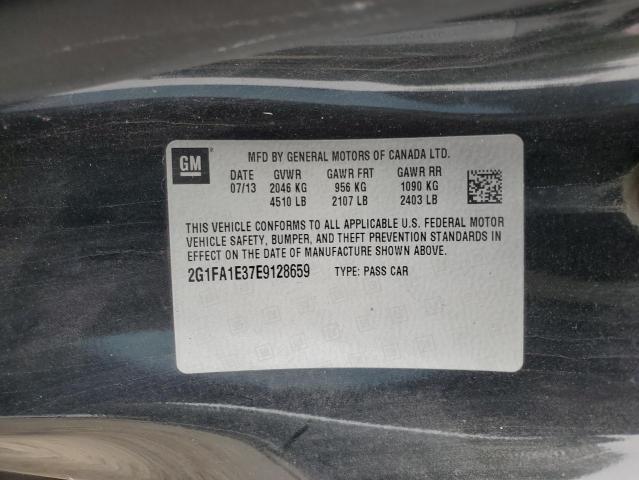 GM
MFD BY GENERAL MOTORS OF CANADA LTD.
DATE GVWR GAWR FRT GAWR RR
07/13 2046 KG 956 KG 1090 KG
4510 LB 2107 LB 2403 LB
THIS VEHICLE CONFORMS TO ALL APPLICABLE U.S. FEDERAL MOTOR
VEHICLE SAFETY, BUMPER, AND THEFT PREVENTION STANDARDS IN
EFFECT ON THE DATE OF MANUFACTURE SHOWN ABOVE.
2G1FA1E37E9128659 TYPE: PASS CAR